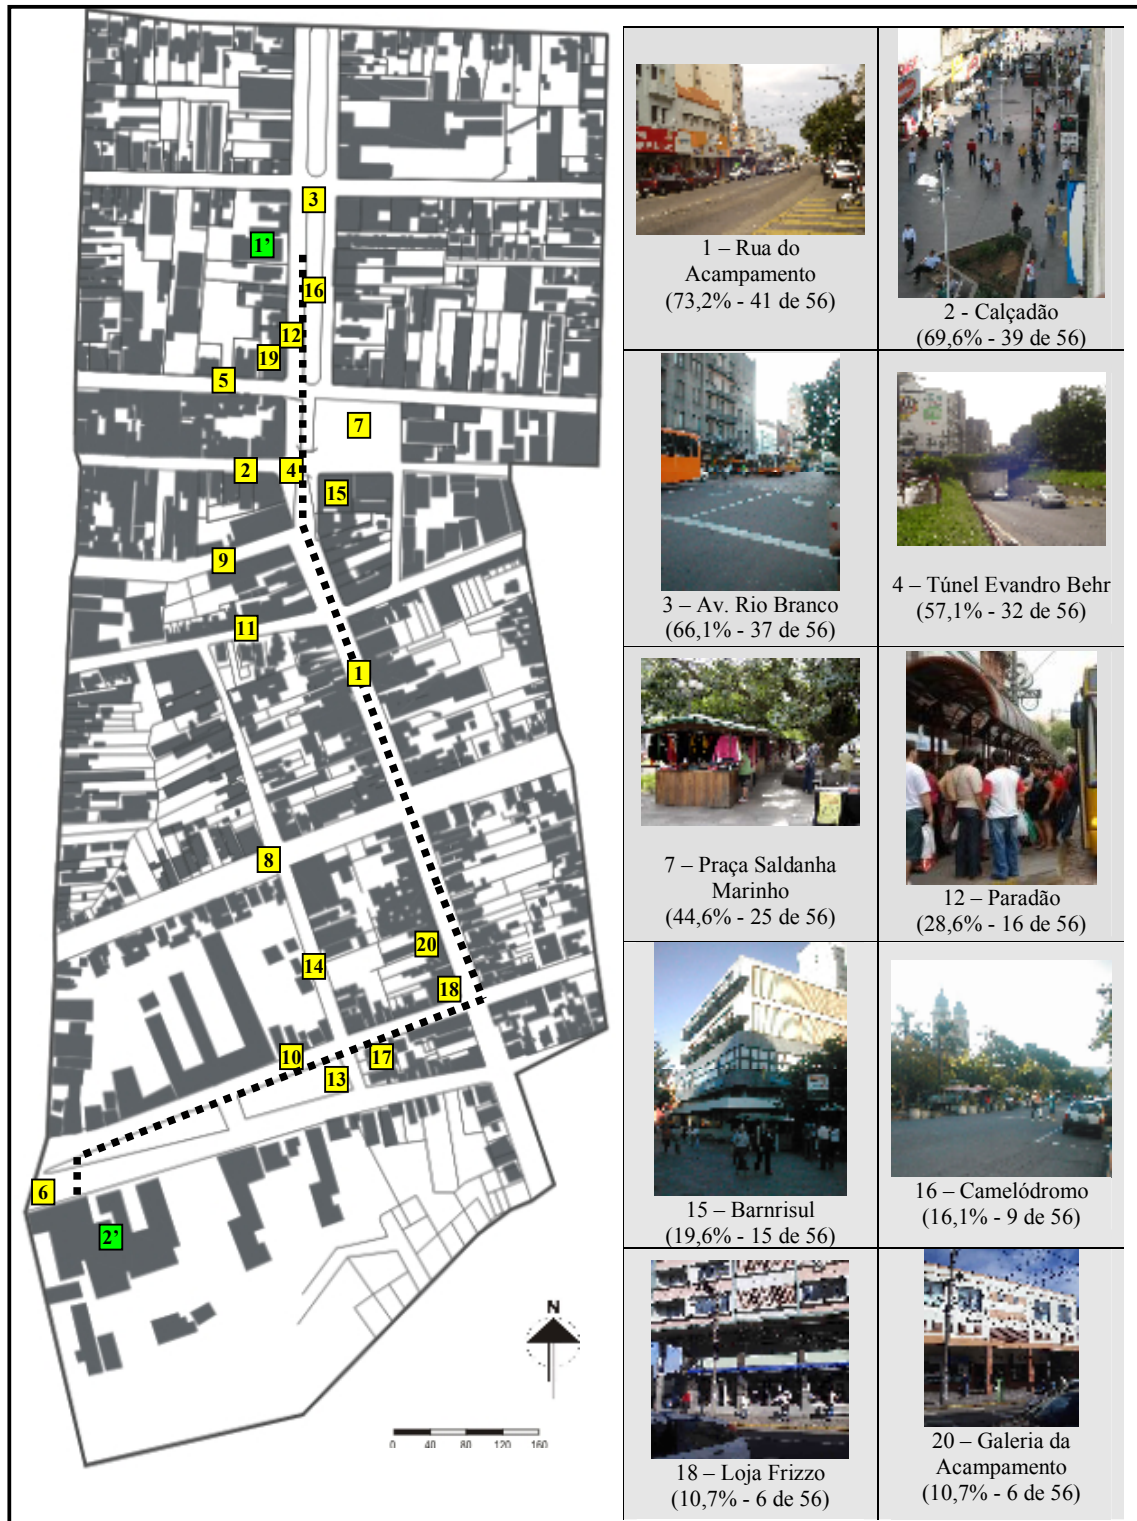 3
1’
16
12
19
5
7
2
4
15
9
11
1
8
20
14
18
10
17
13
6
2’
N
0 40 80 120 160
1 – Rua do
Acampamento
(73,2% - 41 de 56)
2 - Calçadão
(69,6% - 39 de 56)
3 – Av. Rio Branco
(66,1% - 37 de 56)
4 – Túnel Evandro Behr
(57,1% - 32 de 56)
7 – Praça Saldanha
Marinho
(44,6% - 25 de 56)
12 – Paradão
(28,6% - 16 de 56)
15 – Barnrisul
(19,6% - 15 de 56)
16 – Camelódromo
(16,1% - 9 de 56)
18 – Loja Frizzo
(10,7% - 6 de 56)
20 – Galeria da
Acampamento
(10,7% - 6 de 56)